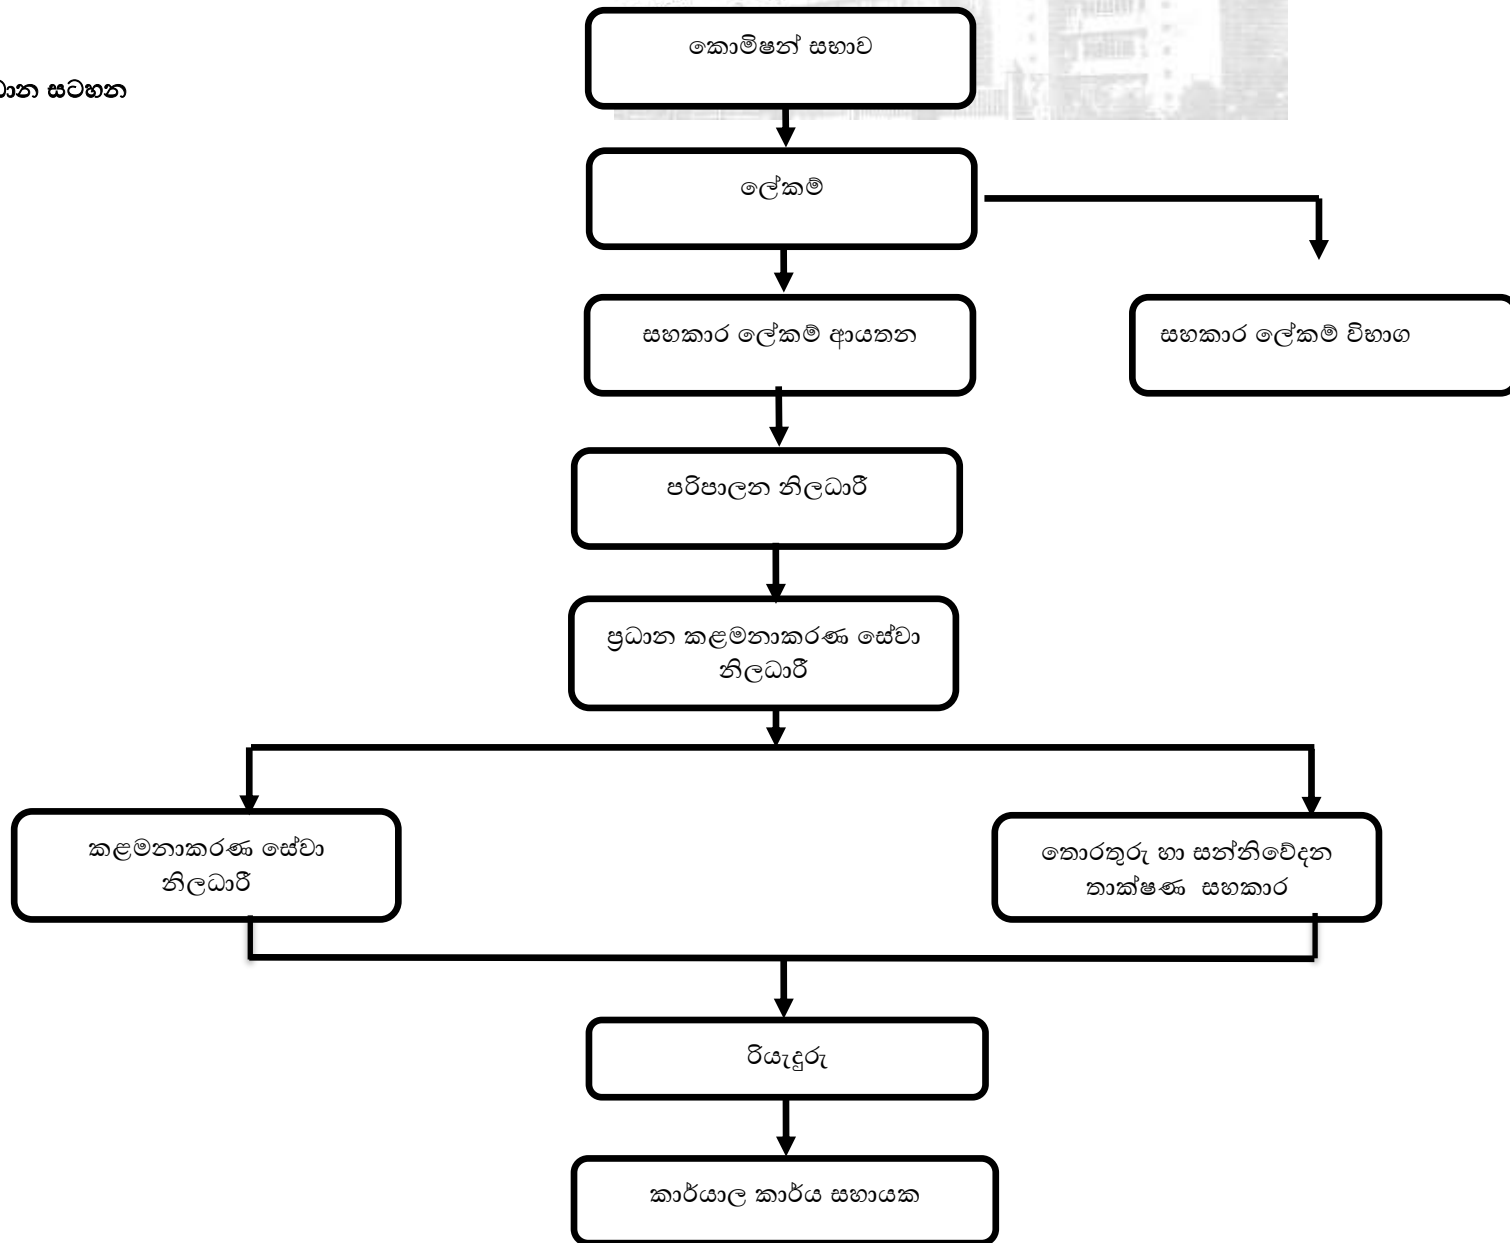 කොමිෂන් සභාව
සටහන
ලේකම්
සහකාර ලේකම් ආයතන
සහකාර ලේකම් විභාග
පරිපාලන නිලධාරී
ප්‍රධාන කළමනාකරණ සේවා
නිලධාරී
කළමනාකරණ සේවා
නිලධාරී
තොරතුරු හා සන්නිවේදන
තාක්ෂණ සහකාර
රියැදුරු
කාර්යාල කාර්ය සහායක